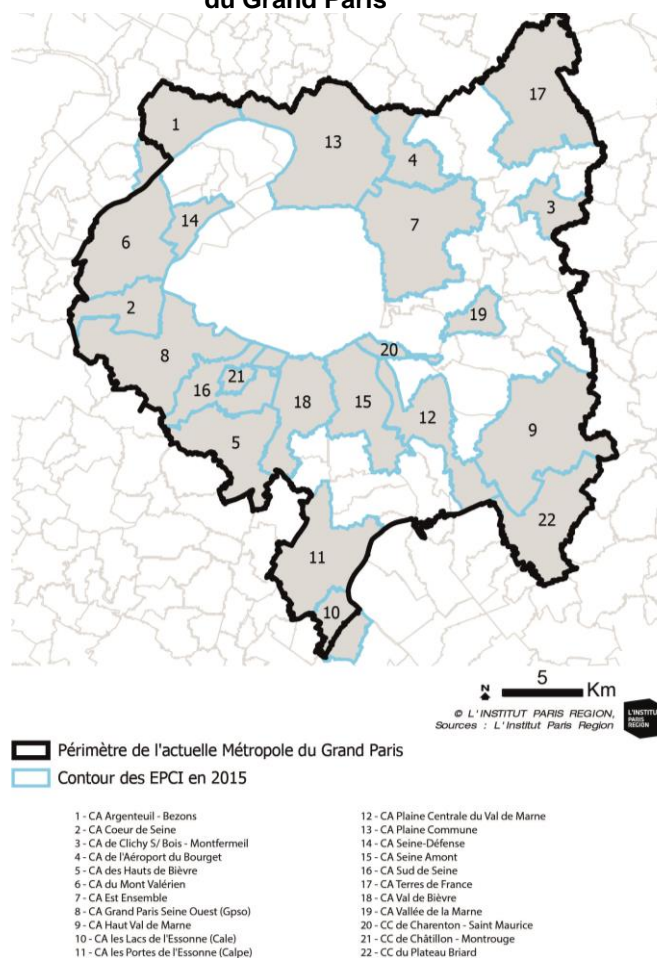 du Grand Paris
17
1
13
4
3
14
7
6
2
19
20
8
21
16
18
15
12
9
5
22
11
10
5
Km
N
© L'INSTITUT PARIS REGION,
Sources : L'Institut Paris Region
L'INSTITUT
PARIS
REGION
Périmètre de l'actuelle Métropole du Grand Paris
Contour des EPCI en 2015
1 - CA Argenteuil - Bezons
2 - CA Coeur de Seine
3 - CA de Clichy S/ Bois - Montfermeil
4 - CA de l'Aéroport du Bourget
5 - CA des Hauts de Bièvre
6 - CA du Mont Valérien
7 - CA Est Ensemble
8 - CA Grand Paris Seine Ouest (Gpso)
9 - CA Haut Val de Marne
10 - CA les Lacs de l'Essonne (Cale)
11 - CA les Portes de l'Essonne (Calpe)
12 - CA Plaine Centrale du Val de Marne
13 - CA Plaine Commune
14 - CA Seine-Défense
15 - CA Seine Amont
16 - CA Sud de Seine
17 - CA Terres de France
18 - CA Val de Bièvre
19 - CA Vallée de la Marne
20 - CC de Charenton - Saint Maurice
21 - CC de Châtillon - Montrouge
22 - CC du Plateau Briard